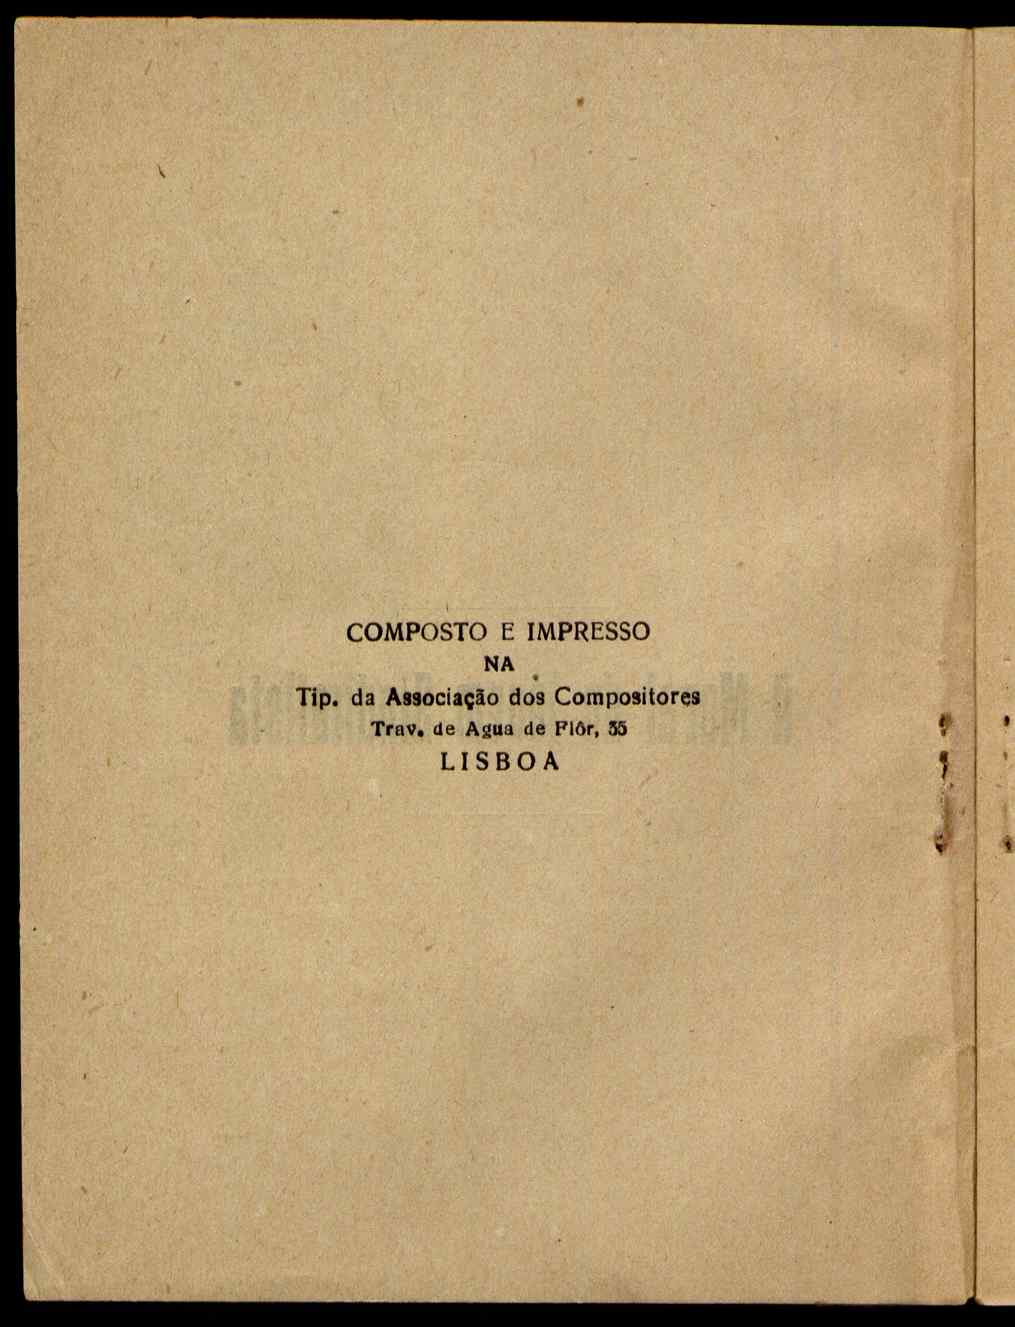 COMPOSTO E IMPRESSO
NA
Tip. da Associação dos Compositores
Trav. de Agua de Flôr, 35
LISBOA